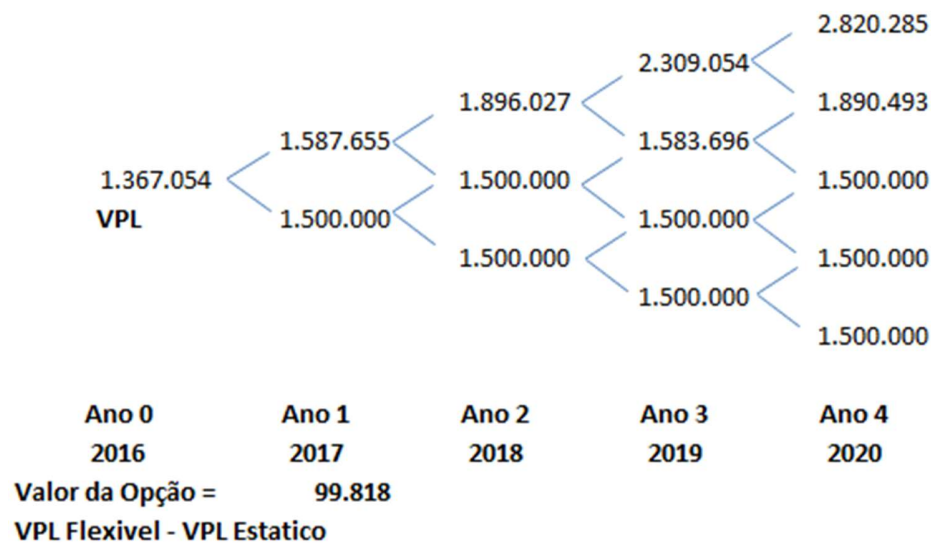 2.820.285
2.309.054
1.896.027 1.890.493
1.587.655 1.583.696
1.367.054 1.500.000 1.500.000
VPL 1.500.000 1.500.000
1.500.000 1.500.000
1.500.000
1.500.000
Ano 0 Ano 1 Ano 2 Ano 3 Ano 4
2016 2017 2018 2019 2020
Valor da Opção = 99.818
VPL Flexivel - VPL Estatico